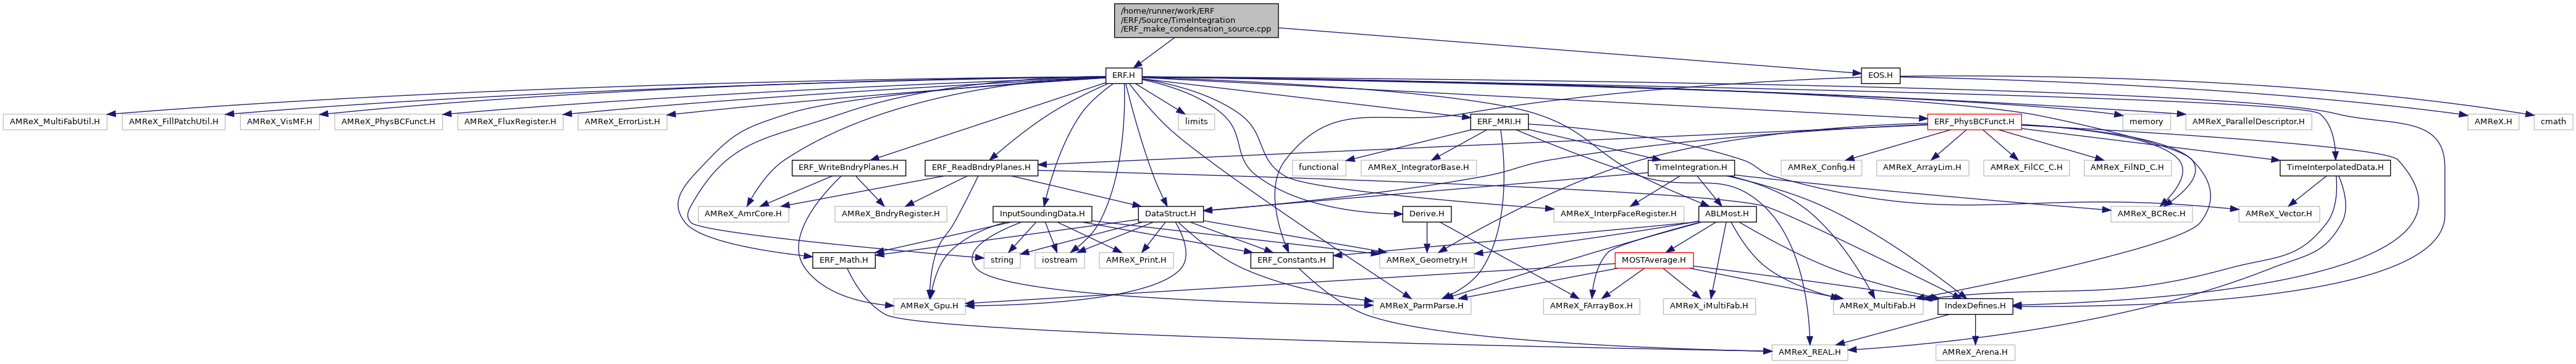 /home/runner/work/ERF
/ERF/Source/TimeIntegration
/ERF_make_condensation_source.cpp
ERF.H
EOS.H
AMReX_MultiFabUtil.H
AMReX_FillPatchUtil.H
AMReX_VisMF.H
AMReX_PhysBCFunct.H
AMReX_FluxRegister.H
AMReX_ErrorList.H
limits
ERF_MRI.H
ERF_PhysBCFunct.H
memory
AMReX_ParallelDescriptor.H
AMReX.H
cmath
ERF_WriteBndryPlanes.H
ERF_ReadBndryPlanes.H
functional
AMReX_IntegratorBase.H
TimeIntegration.H
AMReX_Config.H
AMReX_ArrayLim.H
AMReX_FilCC_C.H
AMReX_FilND_C.H
TimeInterpolatedData.H
AMReX_AmrCore.H
AMReX_BndryRegister.H
InputSoundingData.H
DataStruct.H
Derive.H
AMReX_InterpFaceRegister.H
ABLMost.H
AMReX_BCRec.H
AMReX_Vector.H
ERF_Math.H
string
iostream
AMReX_Print.H
ERF_Constants.H
AMReX_Geometry.H
MOSTAverage.H
AMReX_Gpu.H
AMReX_ParmParse.H
AMReX_FArrayBox.H
AMReX_iMultiFab.H
AMReX_MultiFab.H
IndexDefines.H
AMReX_REAL.H
AMReX_Arena.H